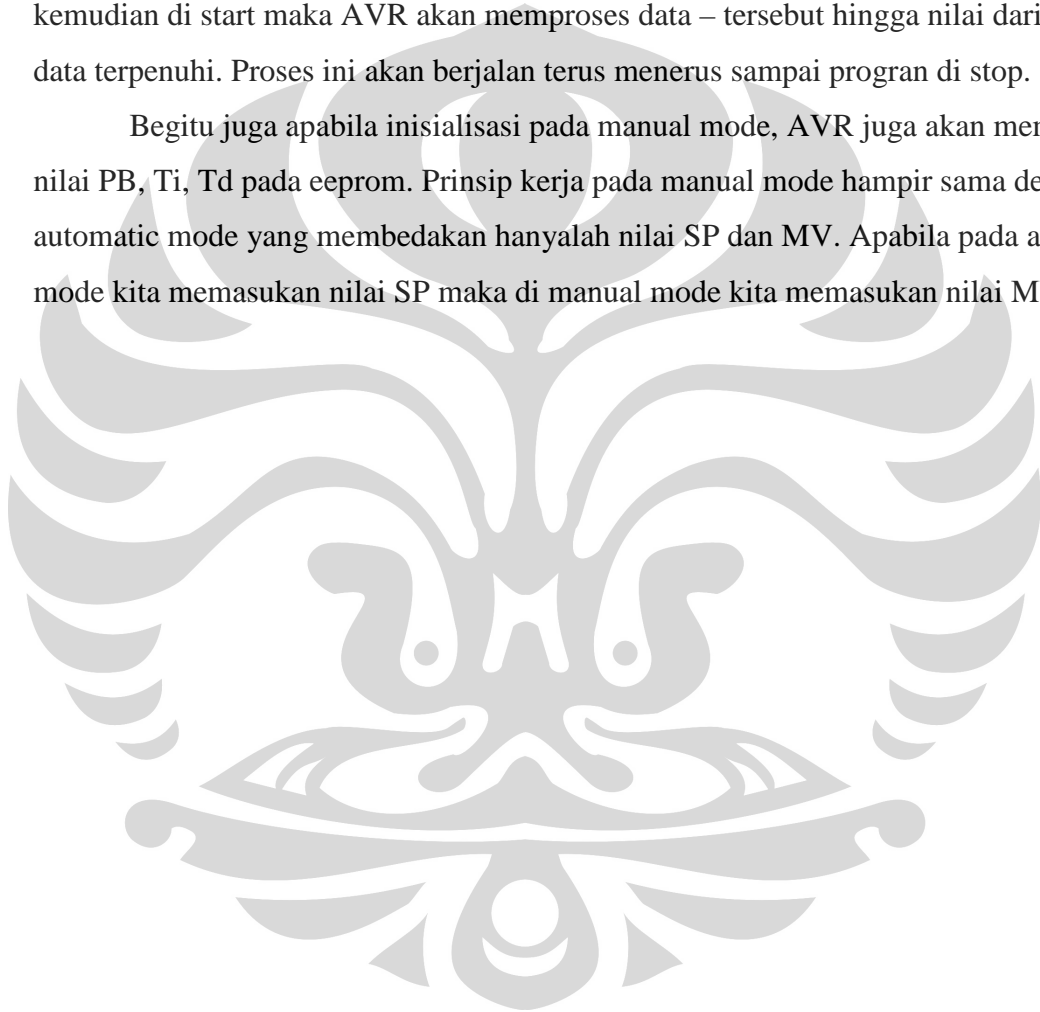 kemudian di start maka AVR akan memproses data – tersebut hingga nilai dari
data terpenuhi. Proses ini akan berjalan terus menerus sampai progran di stop.
Begitu juga apabila inisialisasi pada manual mode, AVR juga akan
nilai PB, Ti, Td pada eeprom. Prinsip kerja pada manual mode hampir sama
automatic mode yang membedakan hanyalah nilai SP dan MV. Apabila pada
mode kita memasukan nilai SP maka di manual mode kita memasukan nilai